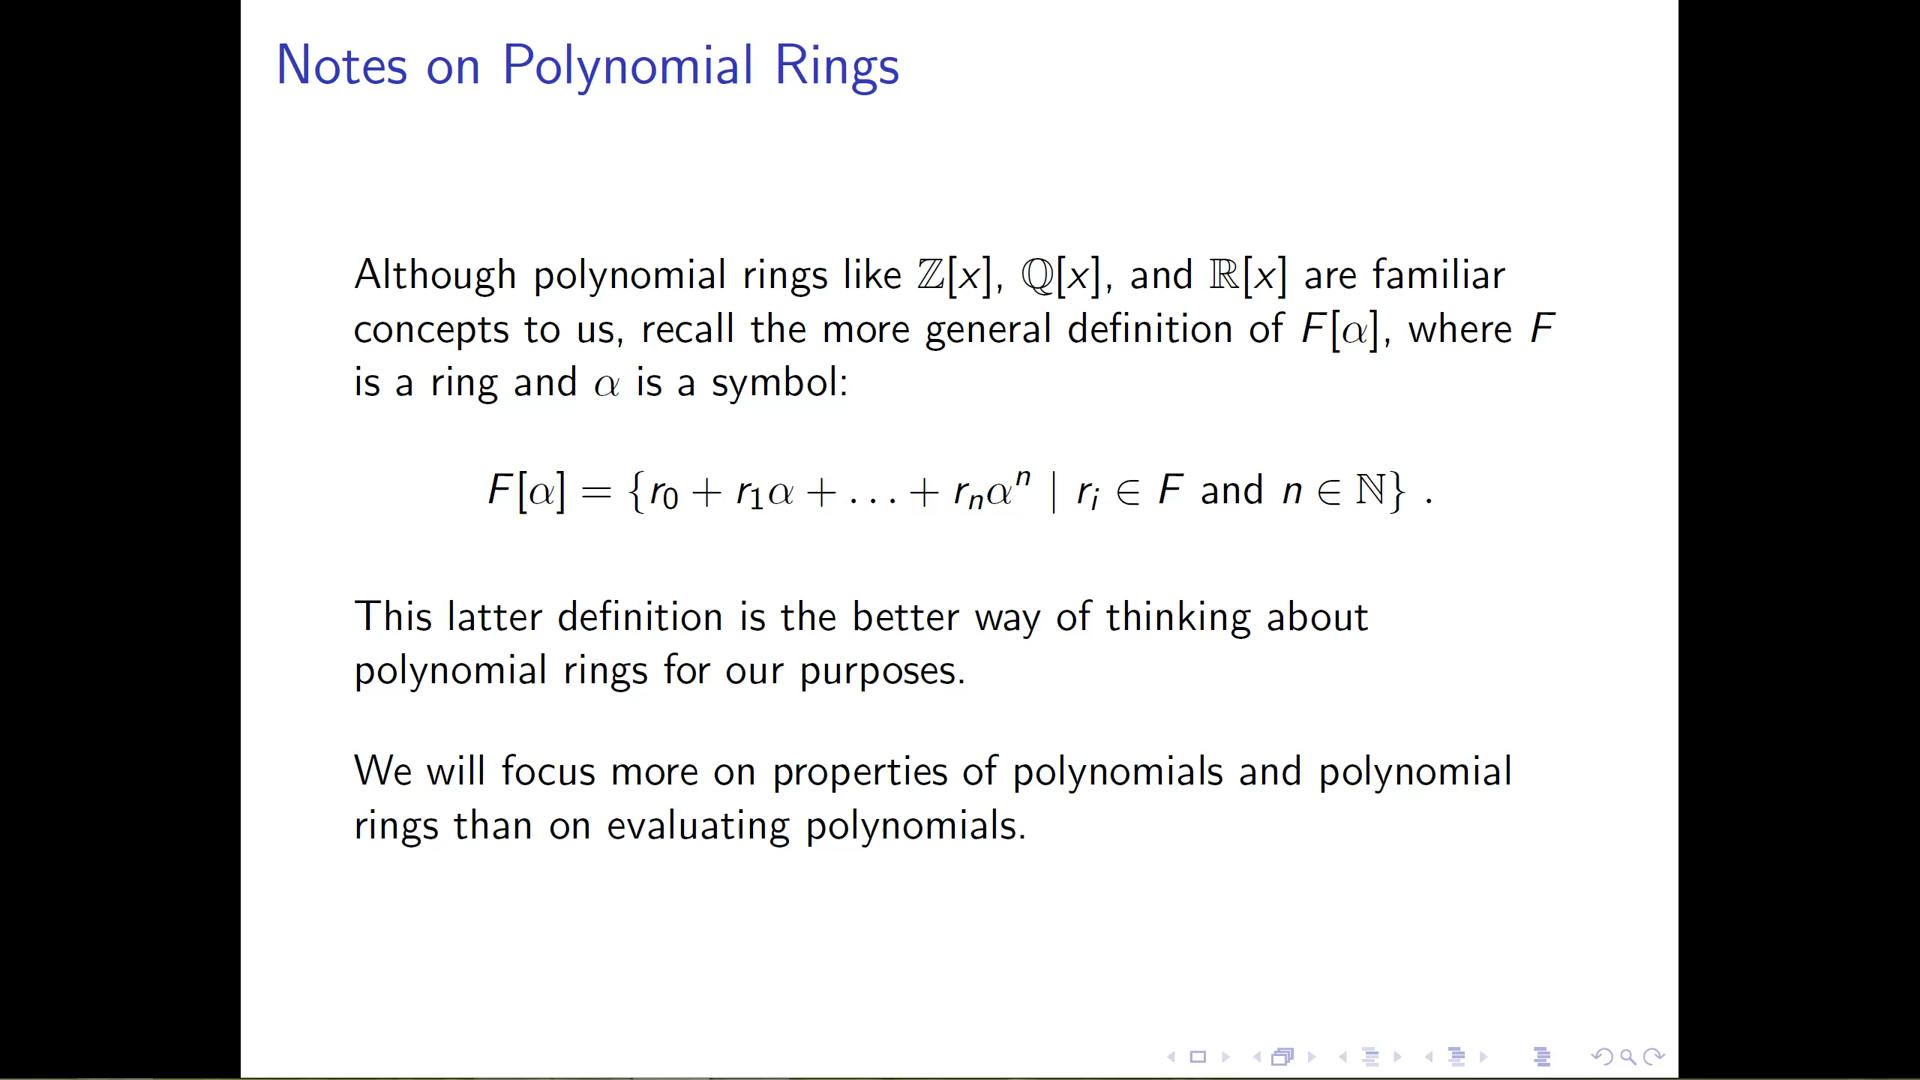 Notes on Polynomial Rings
Although polynomial rings like ℤ[x], ℚ[x], and ℝ[x] are familiar
concepts to us, recall the more general definition of F[α], where F
is a ring and α is a symbol:
F[α] = {r₀ + r₁α + . . . + rₙαⁿ | rᵢ ∈ F and n ∈ ℕ} .
This latter definition is the better way of thinking about
polynomial rings for our purposes.
We will focus more on properties of polynomials and polynomial
rings than on evaluating polynomials.